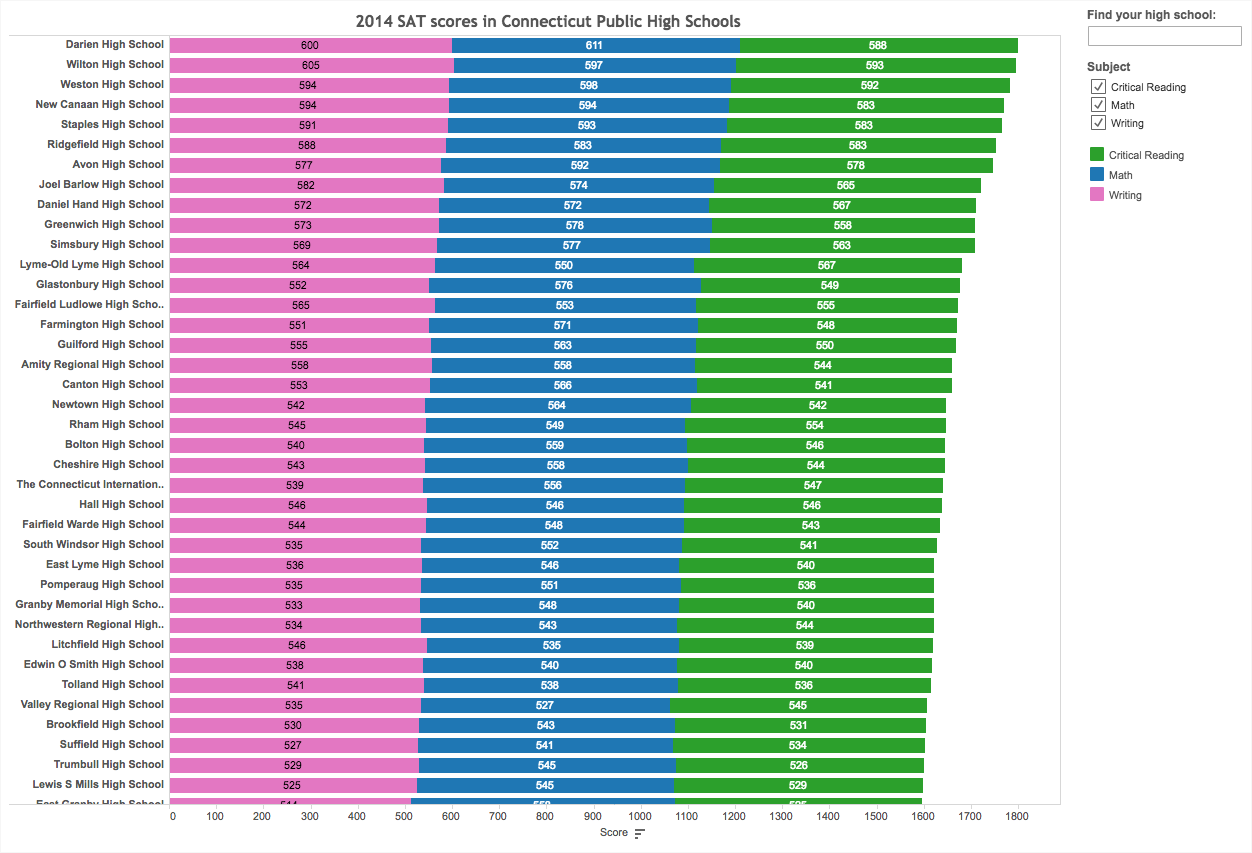 2014 SAT scores in Connecticut Public High Schools
Find your high school:
Subject
Critical Reading
Math
Writing
Critical Reading
Math
Writing
Darien High School 600 611 588
Wilton High School 605 597 593
Weston High School 594 598 592
New Canaan High School 594 594 583
Staples High School 591 593 583
Ridgefield High School 588 583 583
Avon High School 577 592 578
Joel Barlow High School 582 574 565
Daniel Hand High School 572 572 567
Greenwich High School 573 578 558
Simsbury High School 569 577 563
Lyme-Old Lyme High School 564 550 567
Glastonbury High School 552 576 549
Fairfield Ludlowe High Scho.. 565 553 555
Farmington High School 551 571 548
Guilford High School 555 563 550
Amity Regional High School 558 558 544
Canton High School 553 566 541
Newtown High School 542 564 542
Rham High School 545 549 554
Bolton High School 540 559 546
Cheshire High School 543 558 544
The Connecticut Internation.. 539 556 547
Hall High School 546 546 546
Fairfield Warde High School 544 548 543
South Windsor High School 535 552 541
East Lyme High School 536 546 540
Pomperaug High School 535 551 536
Granby Memorial High Scho.. 533 548 540
Northwestern Regional High.. 534 543 544
Litchfield High School 546 535 539
Edwin O Smith High School 538 540 540
Tolland High School 541 538 536
Valley Regional High School 535 527 545
Brookfield High School 530 543 531
Suffield High School 527 541 534
Trumbull High School 529 545 526
Lewis S Mills High School 525 545 529
East Granby High School
0 100 200 300 400 500 600 700 800 900 1000 1100 1200 1300 1400 1500 1600 1700 1800
Score